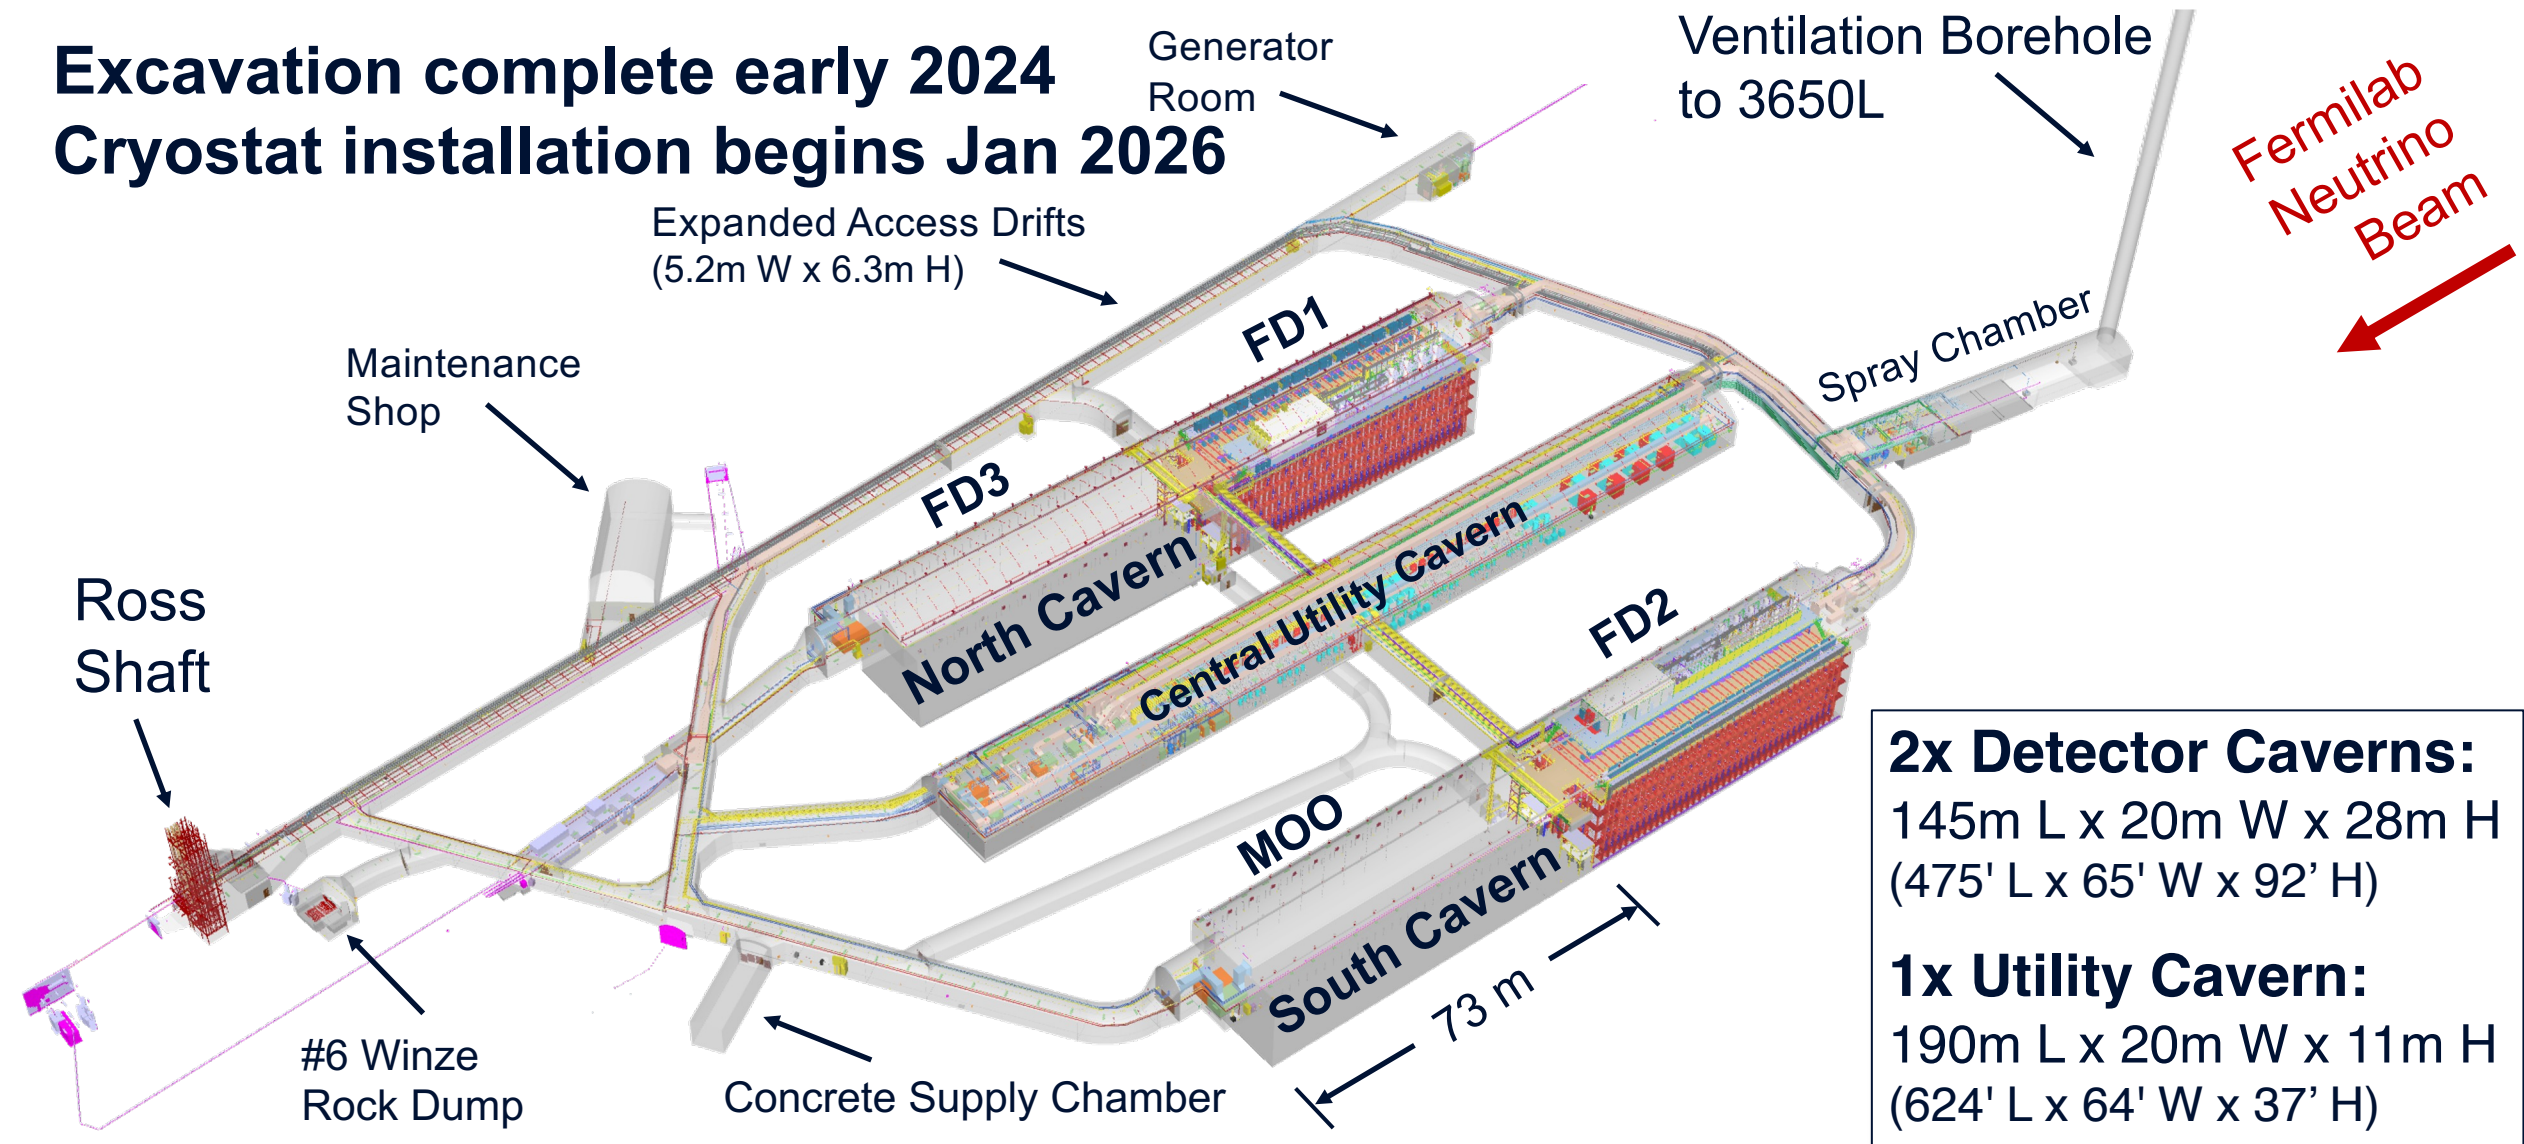 Excavation complete early 2024
Cryostat installation begins Jan 2026
Generator
Room
Ventilation Borehole
to 3650L
Fermilab
Neutrino
Beam
Expanded Access Drifts
(5.2m W x 6.3m H)
Maintenance
Shop
FD1
Spray Chamber
FD3
North Cavern
Central Utility Cavern
FD2
Ross
Shaft
MOO
South Cavern
73 m
#6 Winze
Rock Dump
Concrete Supply Chamber
2x Detector Caverns:
145m L x 20m W x 28m H
(475' L x 65' W x 92’ H)
1x Utility Cavern:
190m L x 20m W x 11m H
(624' L x 64' W x 37’ H)